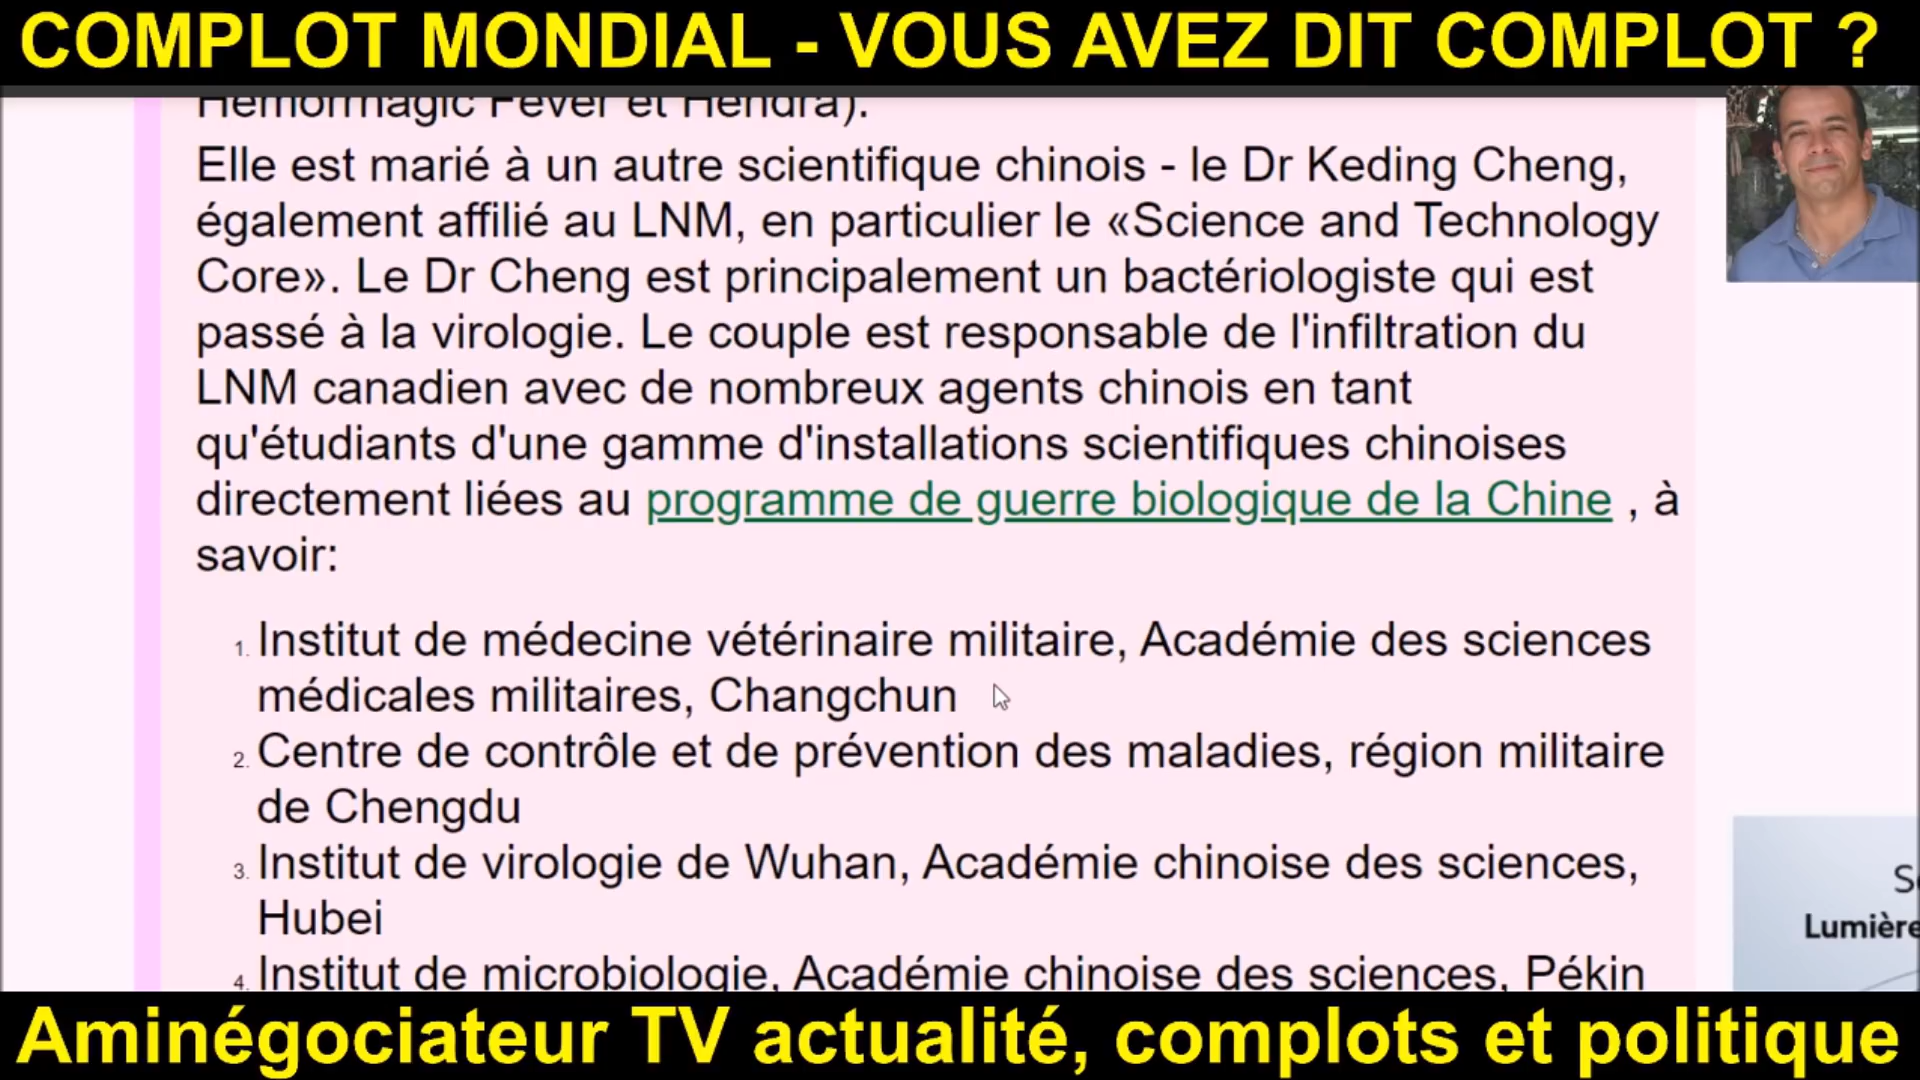 COMPLOT MONDIAL - VOUS AVEZ DIT COMPLOT ?
Hemorrhagic Fever et Hendra).
Elle est marié à un autre scientifique chinois - le Dr Keding Cheng,
également affilié au LNM, en particulier le «Science and Technology
Core». Le Dr Cheng est principalement un bactériologiste qui est
passé à la virologie. Le couple est responsable de l'infiltration du
LNM canadien avec de nombreux agents chinois en tant
qu'étudiants d'une gamme d'installations scientifiques chinoises
directement liées au programme de guerre biologique de la Chine , à
savoir:
1. Institut de médecine vétérinaire militaire, Académie des sciences
médicales militaires, Changchun
2. Centre de contrôle et de prévention des maladies, région militaire
de Chengdu
3. Institut de virologie de Wuhan, Académie chinoise des sciences,
Hubei
4. Institut de microbiologie, Académie chinoise des sciences, Pékin
Lumière
Aminégociateur TV actualité, complots et politique